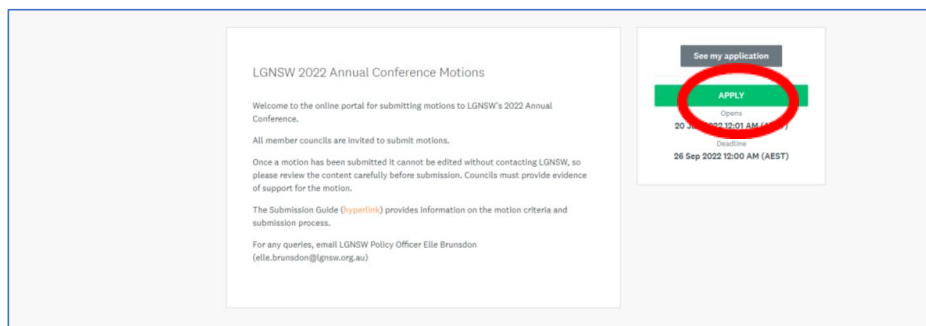 LGNSW 2022 Annual Conference Motions
Welcome to the online portal for submitting motions to LGNSW's 2022 Annual
Conference.
All member councils are invited to submit motions.
Once a motion has been submitted it cannot be edited without contacting LGNSW, so
please review the content carefully before submission. Councils must provide evidence
of support for the motion.
The Submission Guide (hyperlink) provides information on the motion criteria and
submission process.
For any queries, email LGNSW Policy Officer Elle Brunsdon
(elle.brunsdon@lgnsw.org.au)
See my application
APPLY
Opens
20 2022 12:01 AM
Deadline
26 Sep 2022 12:00 AM (AEST)